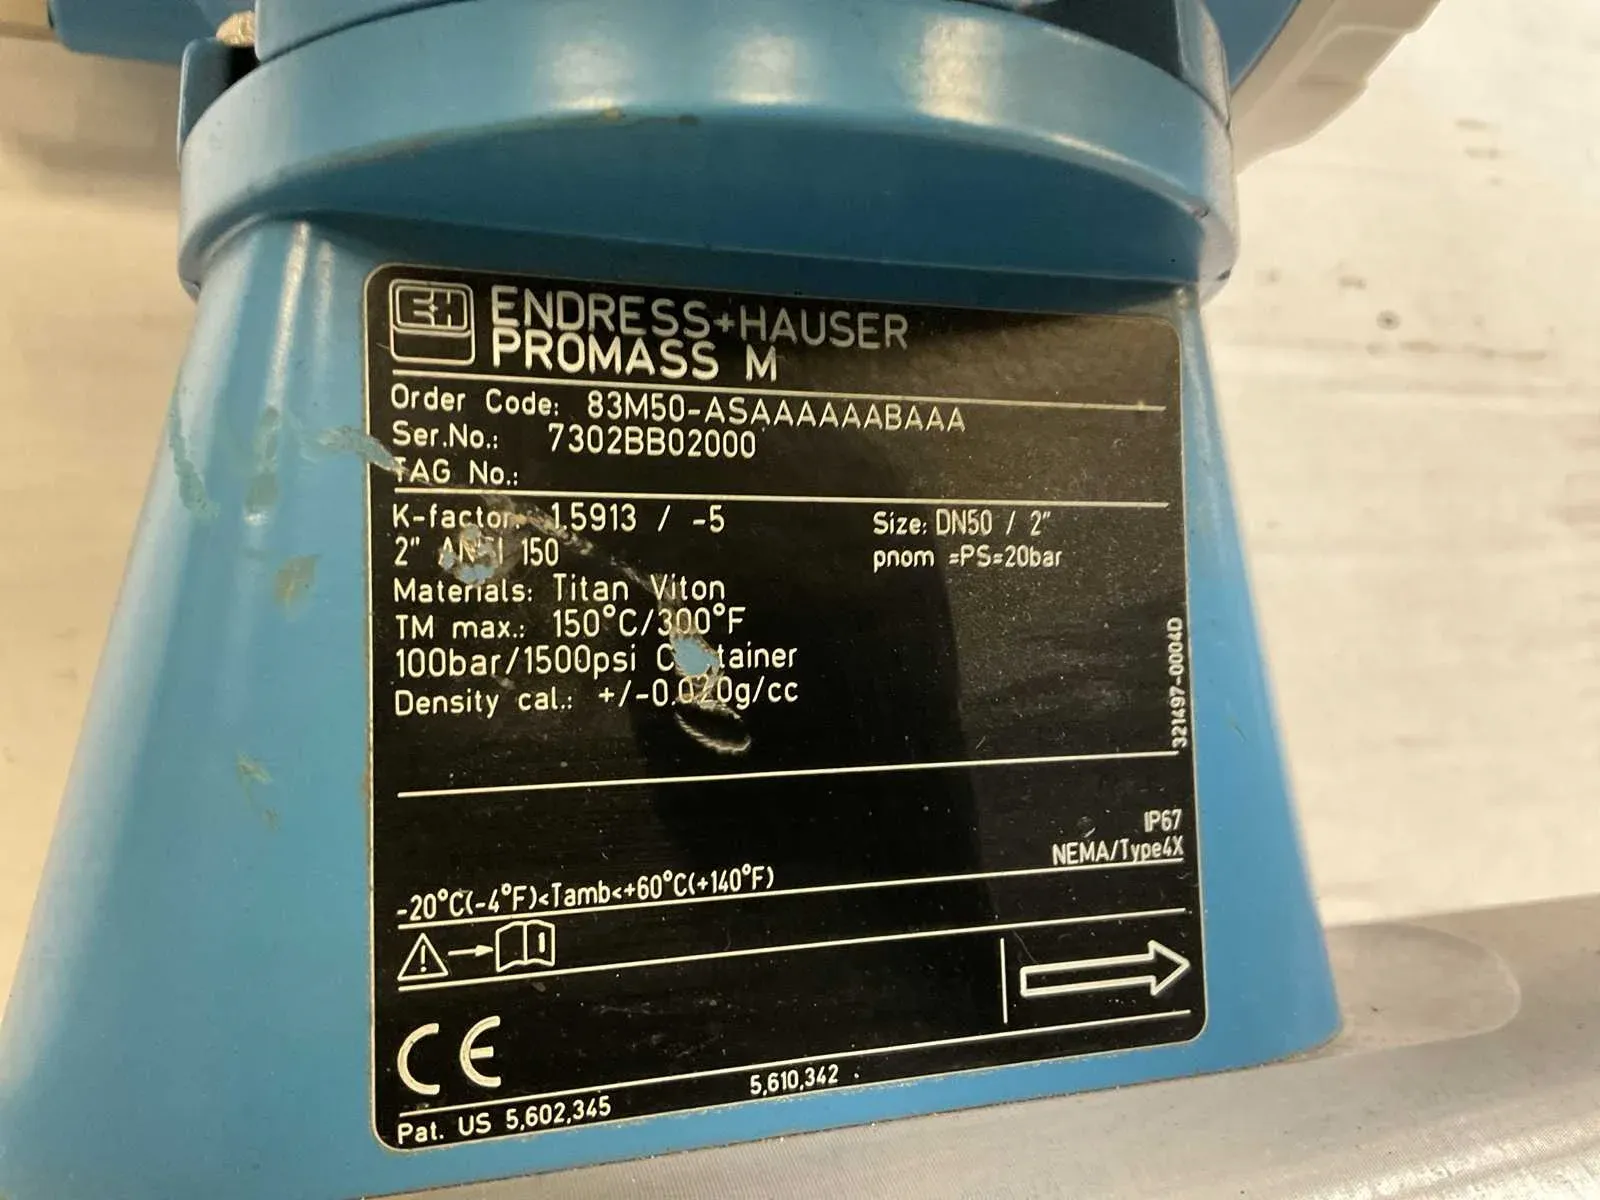 EH ENDRESS+HAUSER
PROMASS M
Order Code: 83M50-ASAAAAAABAAA
Ser.No.: 7302BB02000
TAG No.:
K-factor: 1.5913 / -5
Size: DN50 / 2"
2" ANSI 150
pnom =PS=20bar
Materials: Titan Viton
TM max.: 150°C/300°F
100bar/1500psi Container
Density cal.: +/-0.020g/cc
321497-0004D
IP67
NEMA/Type4X
-20°C(-4°F)<Tamb<+60°C(+140°F)
CE
Pat. US 5,602,345 5,610,342 .